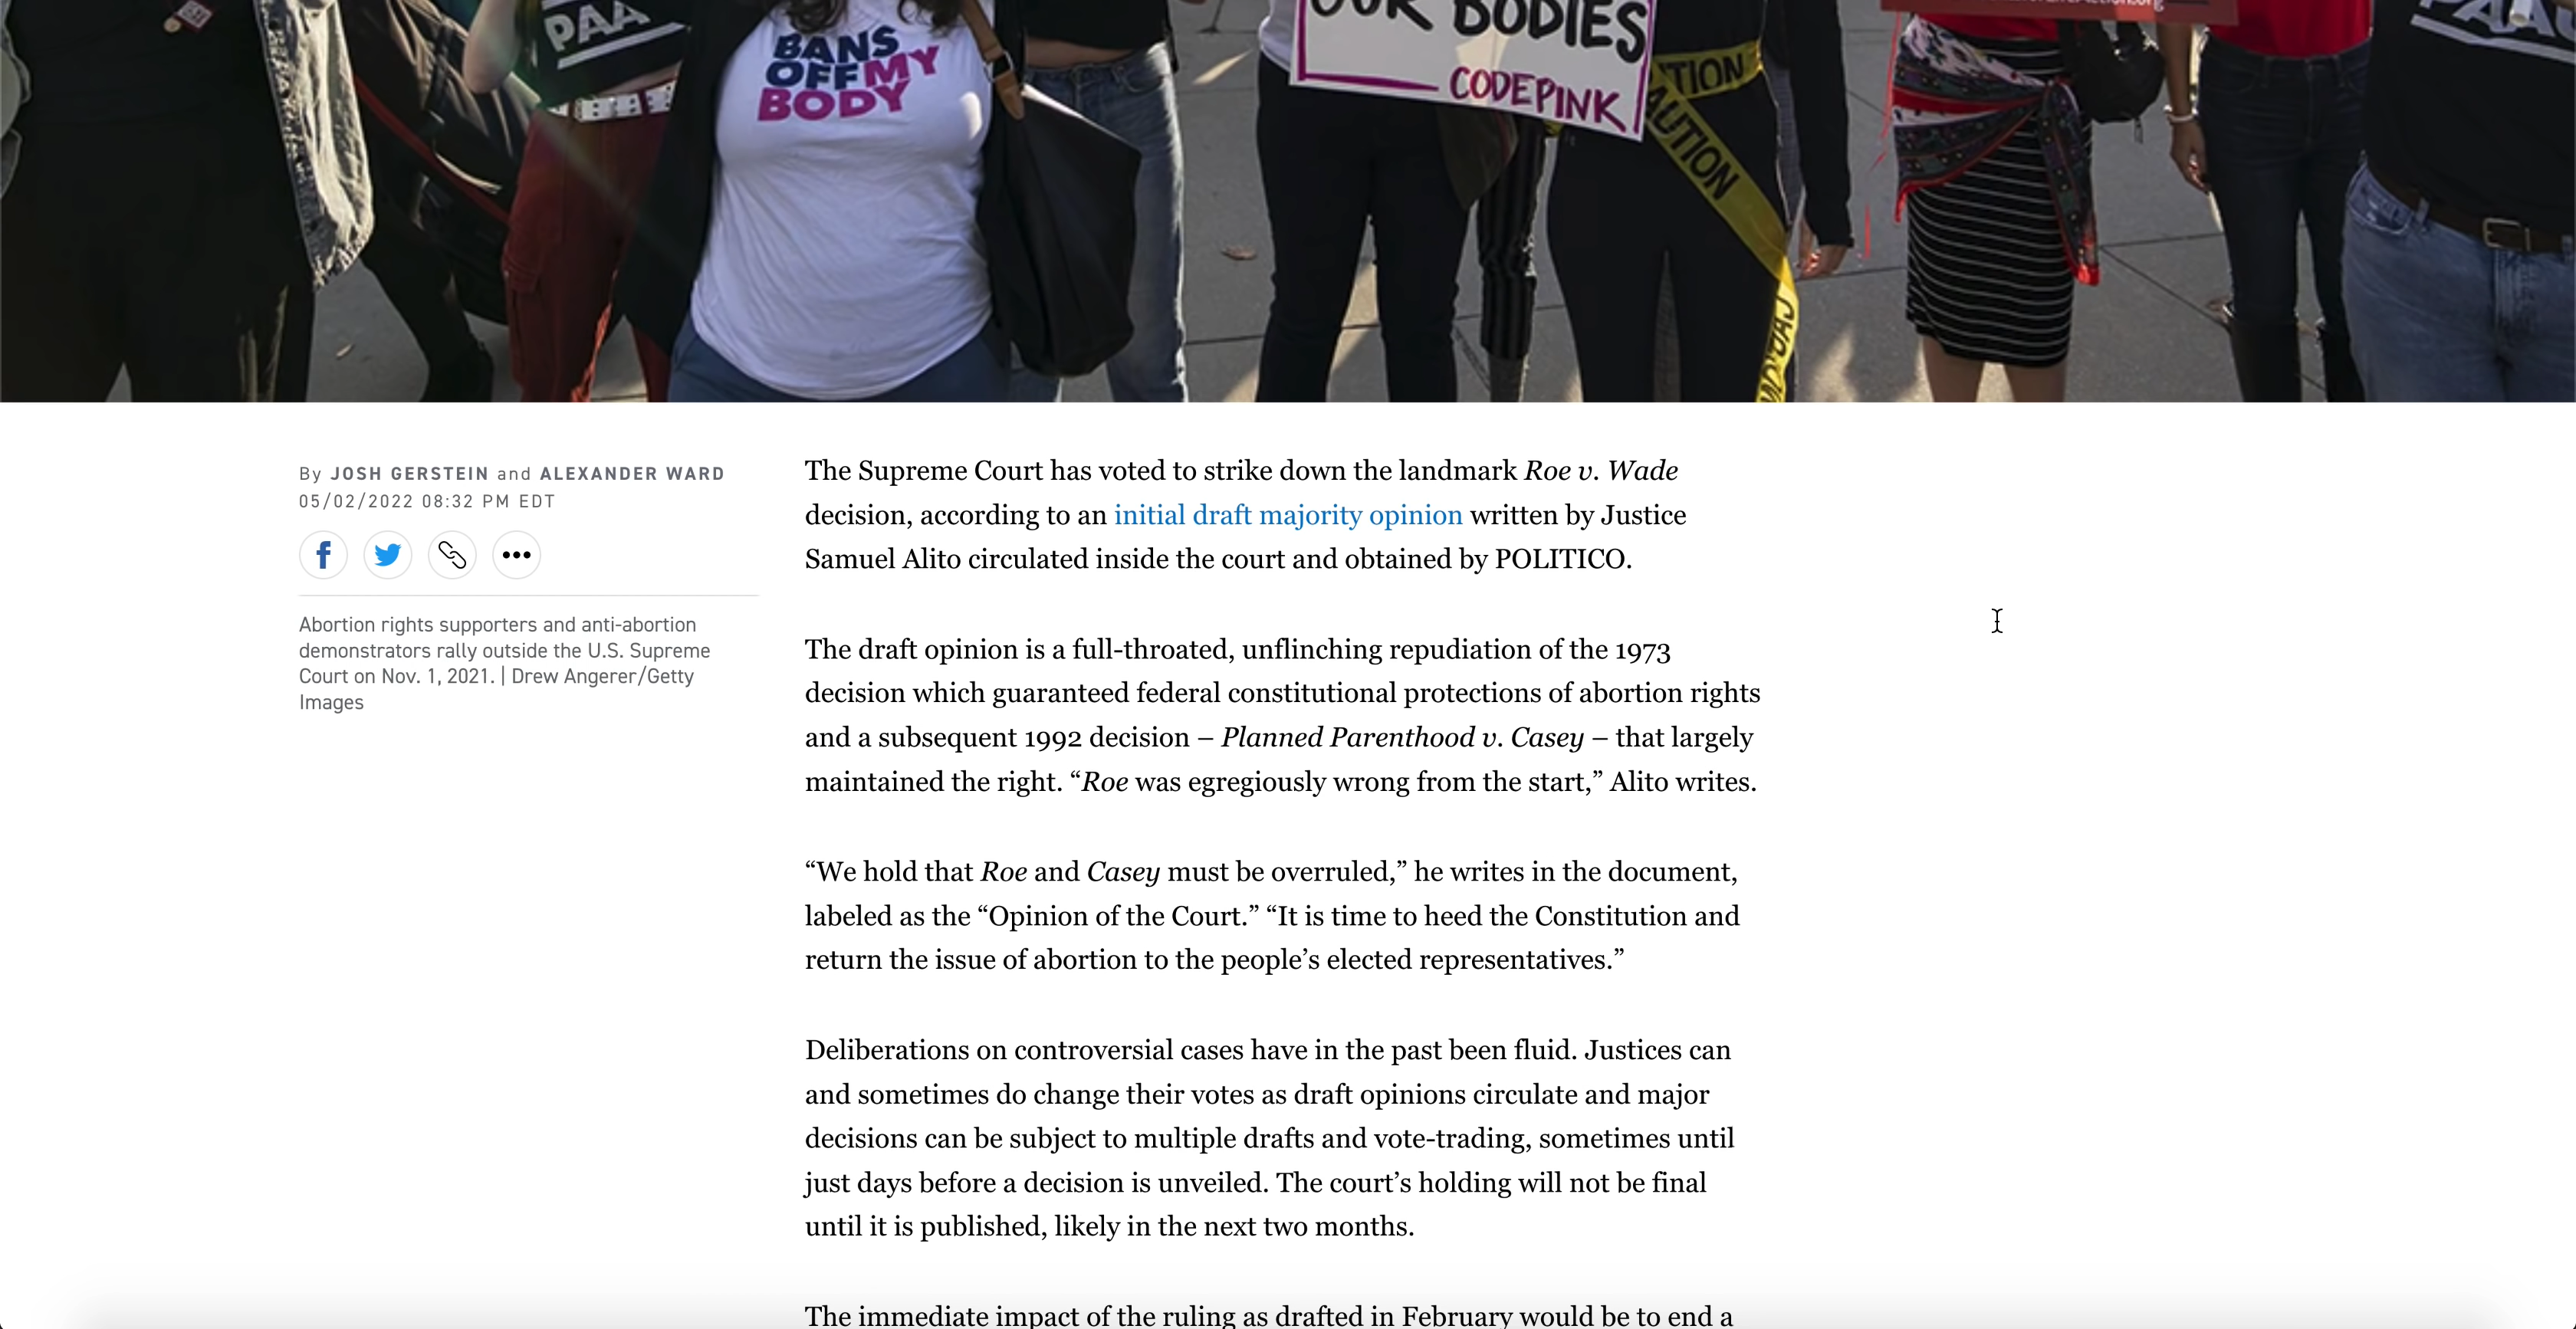 PAA
BANS
OFF MY
BODY
OUR BODIES
CODEPINK
CAUTION
By JOSH GERSTEIN and ALEXANDER WARD
05/02/2022 08:32 PM EDT
Abortion rights supporters and anti-abortion
demonstrators rally outside the U.S. Supreme
Court on Nov. 1, 2021. | Drew Angerer/Getty
Images
The Supreme Court has voted to strike down the landmark Roe v. Wade
decision, according to an initial draft majority opinion written by Justice
Samuel Alito circulated inside the court and obtained by POLITICO.
The draft opinion is a full-throated, unflinching repudiation of the 1973
decision which guaranteed federal constitutional protections of abortion rights
and a subsequent 1992 decision – Planned Parenthood v. Casey – that largely
maintained the right. “Roe was egregiously wrong from the start,” Alito writes.
“We hold that Roe and Casey must be overruled,” he writes in the document,
labeled as the “Opinion of the Court.” “It is time to heed the Constitution and
return the issue of abortion to the people’s elected representatives.”
Deliberations on controversial cases have in the past been fluid. Justices can
and sometimes do change their votes as draft opinions circulate and major
decisions can be subject to multiple drafts and vote-trading, sometimes until
just days before a decision is unveiled. The court’s holding will not be final
until it is published, likely in the next two months.
The immediate impact of the ruling as drafted in February would be to end a